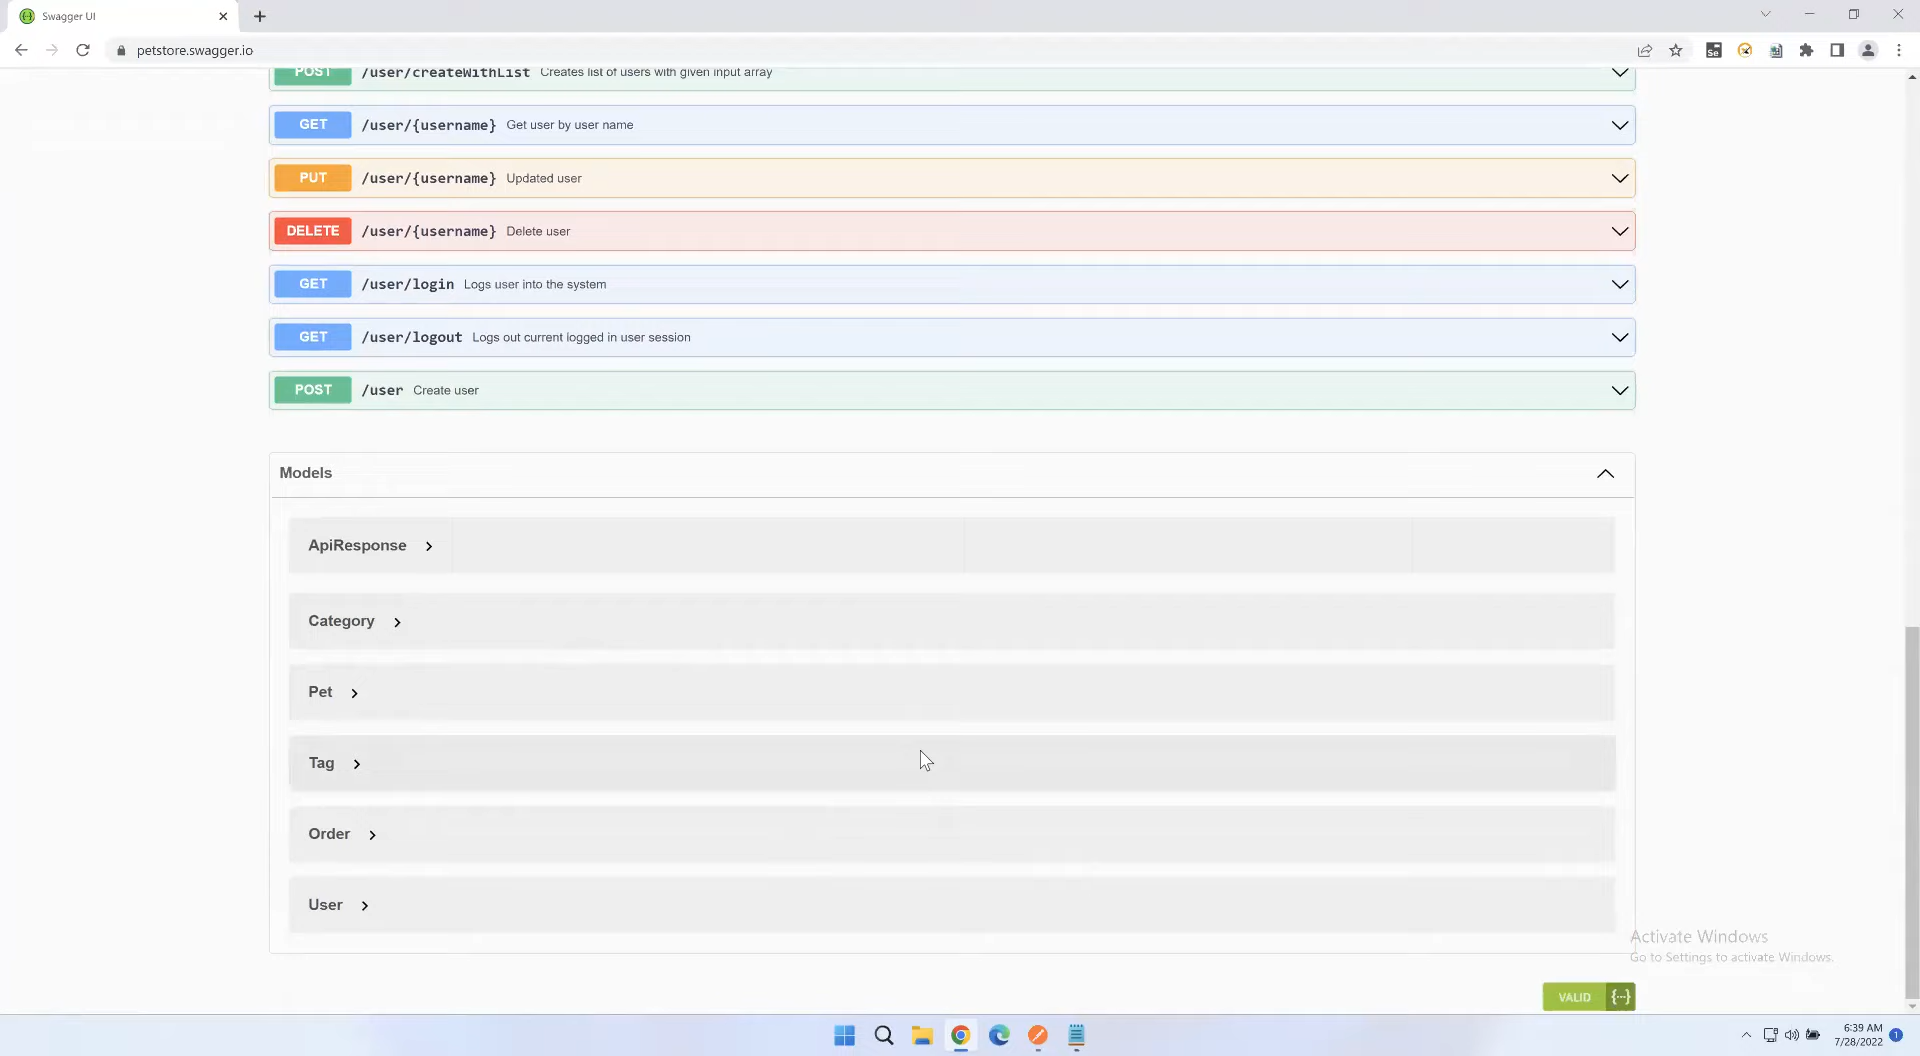 Swagger UI
petstore.swagger.io
POST /user/createWithList Creates list of users with given input array
GET /user/{username} Get user by user name
PUT /user/{username} Updated user
DELETE /user/{username} Delete user
GET /user/login Logs user into the system
GET /user/logout Logs out current logged in user session
POST /user Create user
Models
ApiResponse
Category
Pet
Tag
Order
User
Activate Windows
Go to Settings to activate Windows.
VALID {...}
6:39 AM
7/28/2022
1